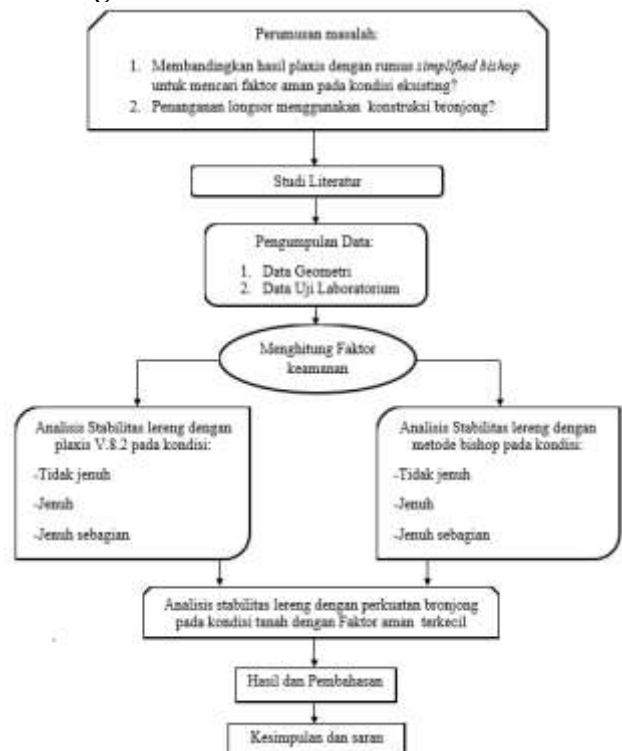 Perumusan masalah:
1. Membandingkan hasil plaxis dengan rumus simplified bishop
untuk mencari faktor aman pada kondisi eksisting?
2. Penanganan longsor menggunakan konstruksi bronjong?
Studi Literatur
Pengumpulan Data:
1. Data Geometri
2. Data Uji Laboratorium
Menghitung Faktor
keamanan
Analisis Stabilitas lereng dengan
plaxis V.8.2 pada kondisi:
-Tidak jenuh
-Jenuh
-Jenuh sebagian
Analisis Stabilitas lereng dengan
metode bishop pada kondisi:
-Tidak jenuh
-Jenuh
-Jenuh sebagian
Analisis stabilitas lereng dengan perkuatan bronjong
pada kondisi tanah dengan Faktor aman terkecil
Hasil dan Pembahasan
Kesimpulan dan saran